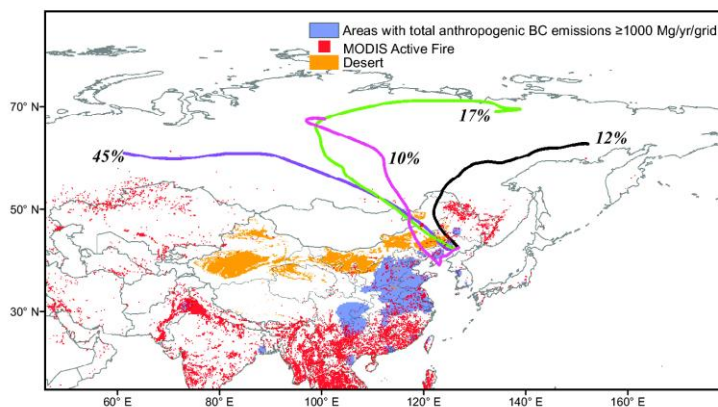 Areas with total anthropogenic BC emissions ≥1000 Mg/yr/grid
MODIS Active Fire
Desert
70° N
17%
12%
45%
10%
50° N
30° N
60° E
80° E
100° E
120° E
140° E
160° E